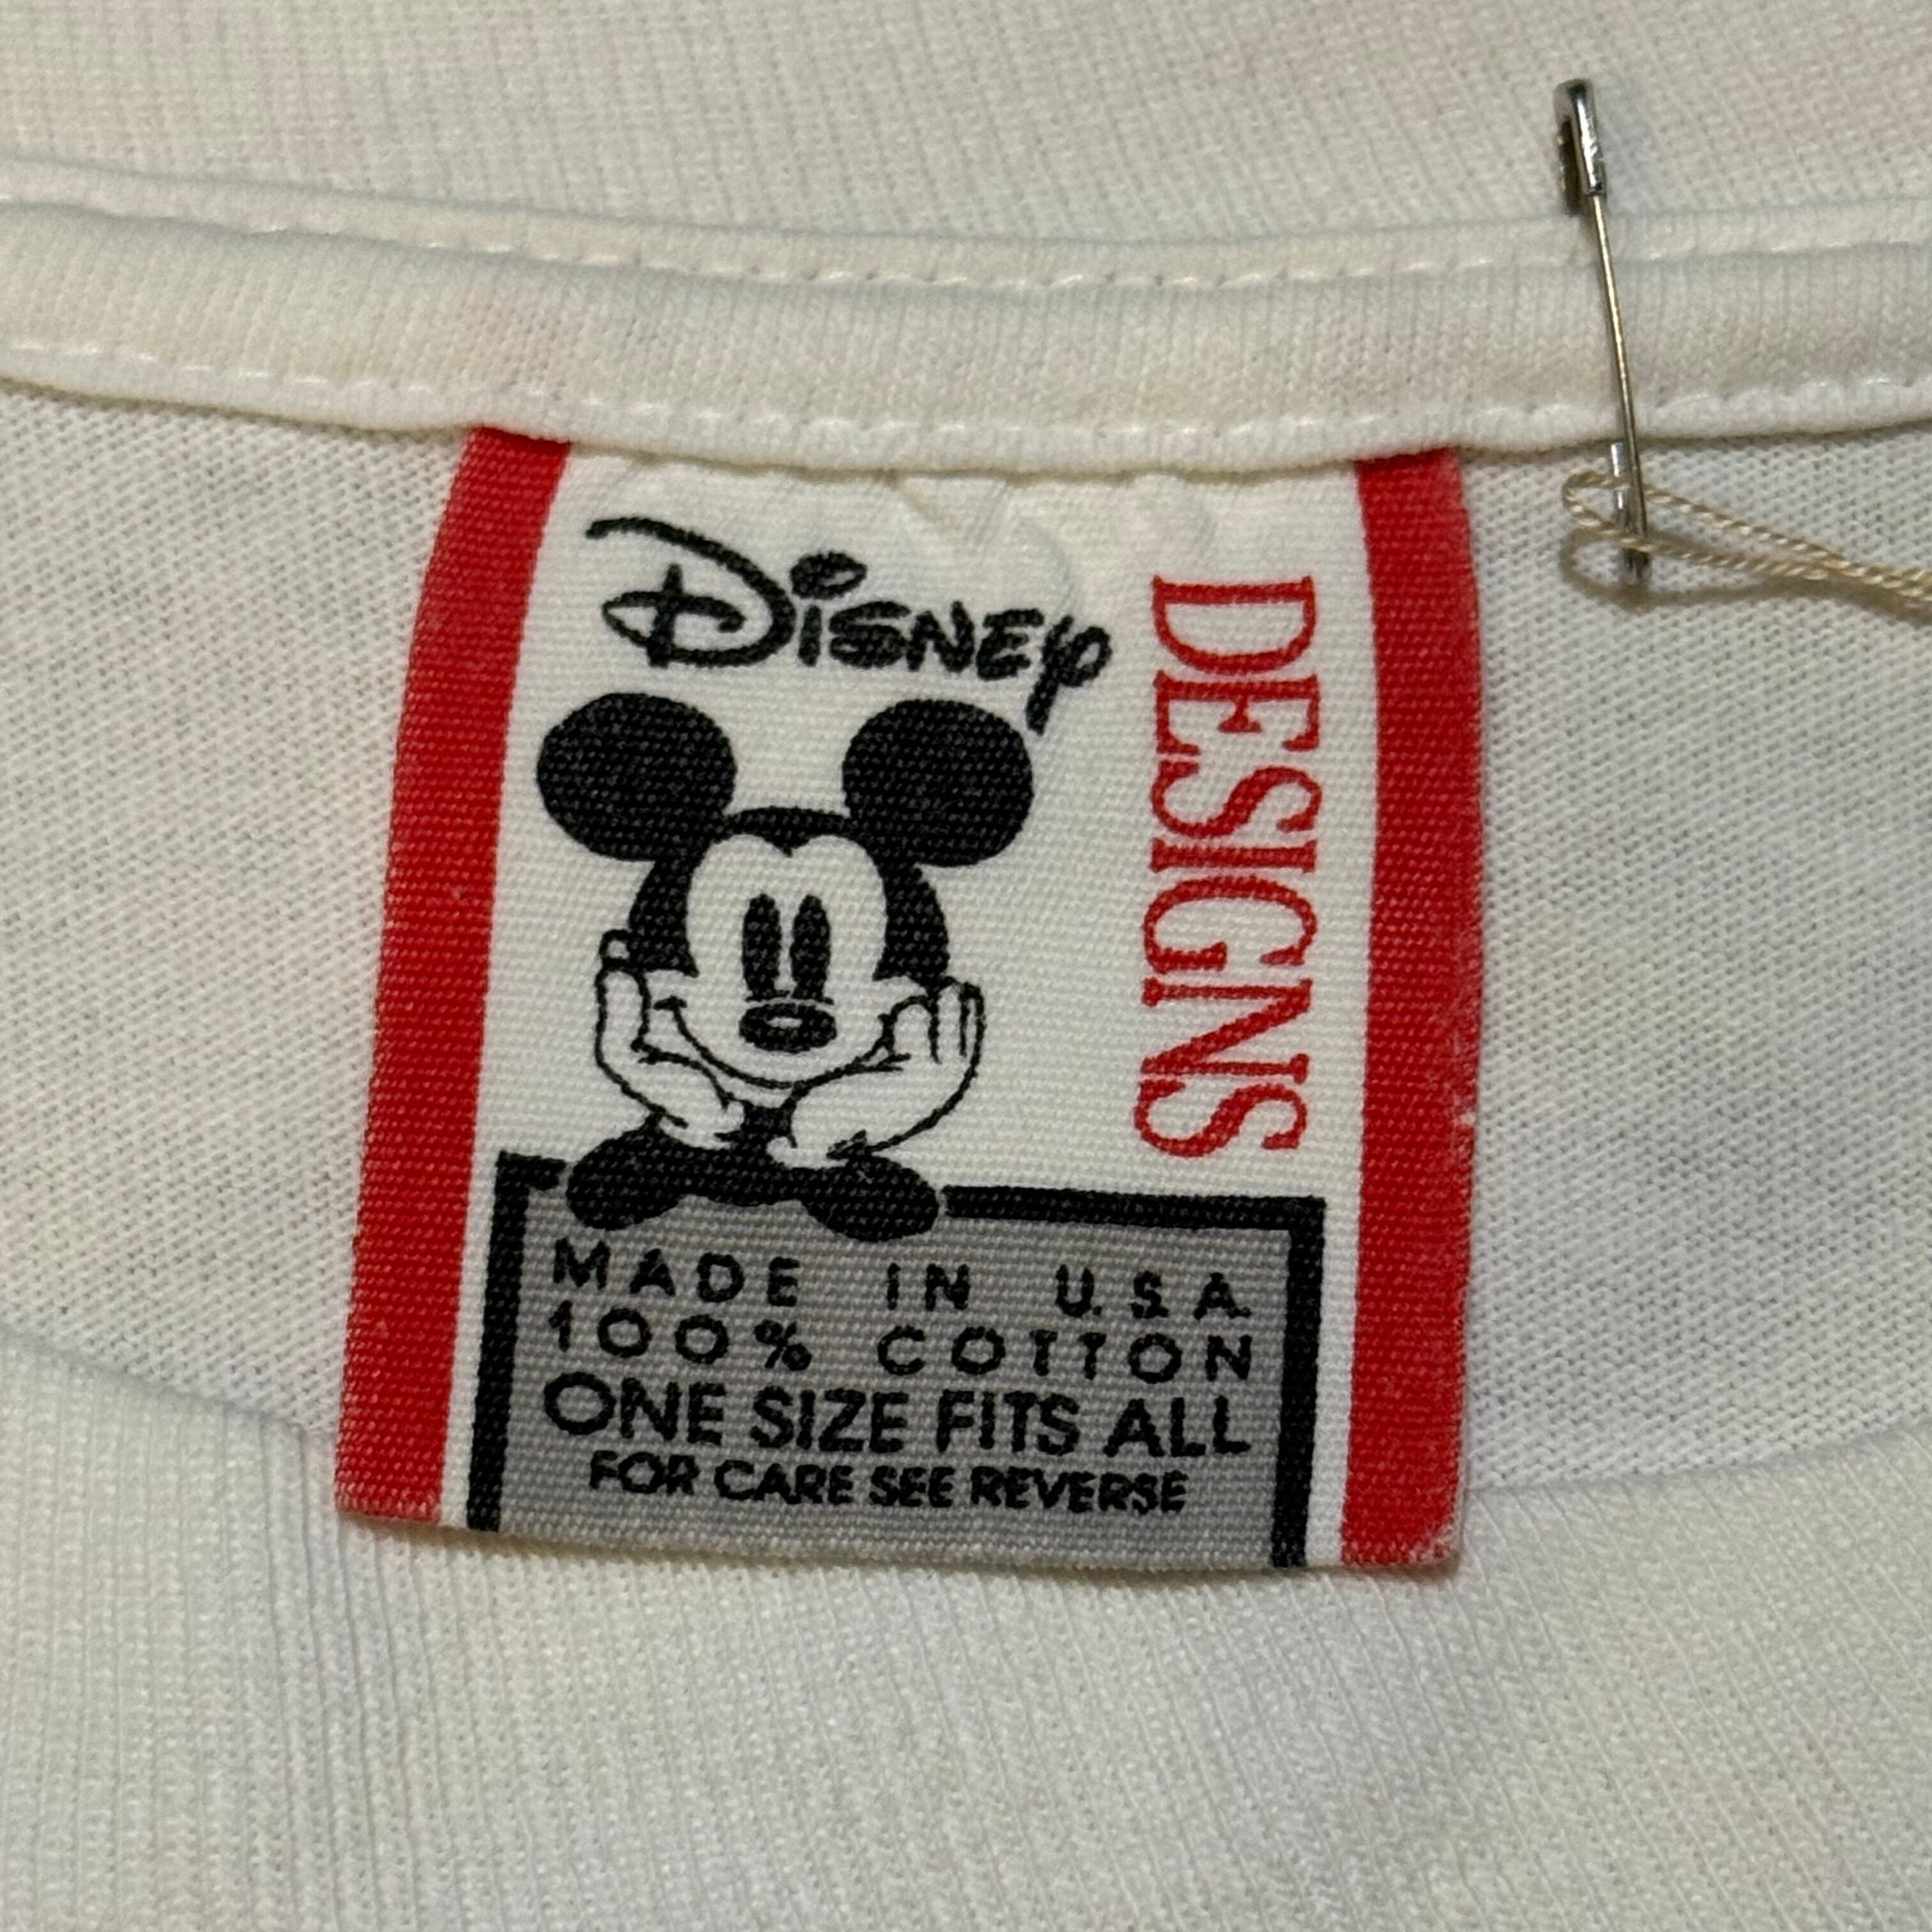 Disney
DESIGNS
MADE IN U.S.A.
100% COTTON
ONE SIZE FITS ALL
FOR CARE SEE REVERSE